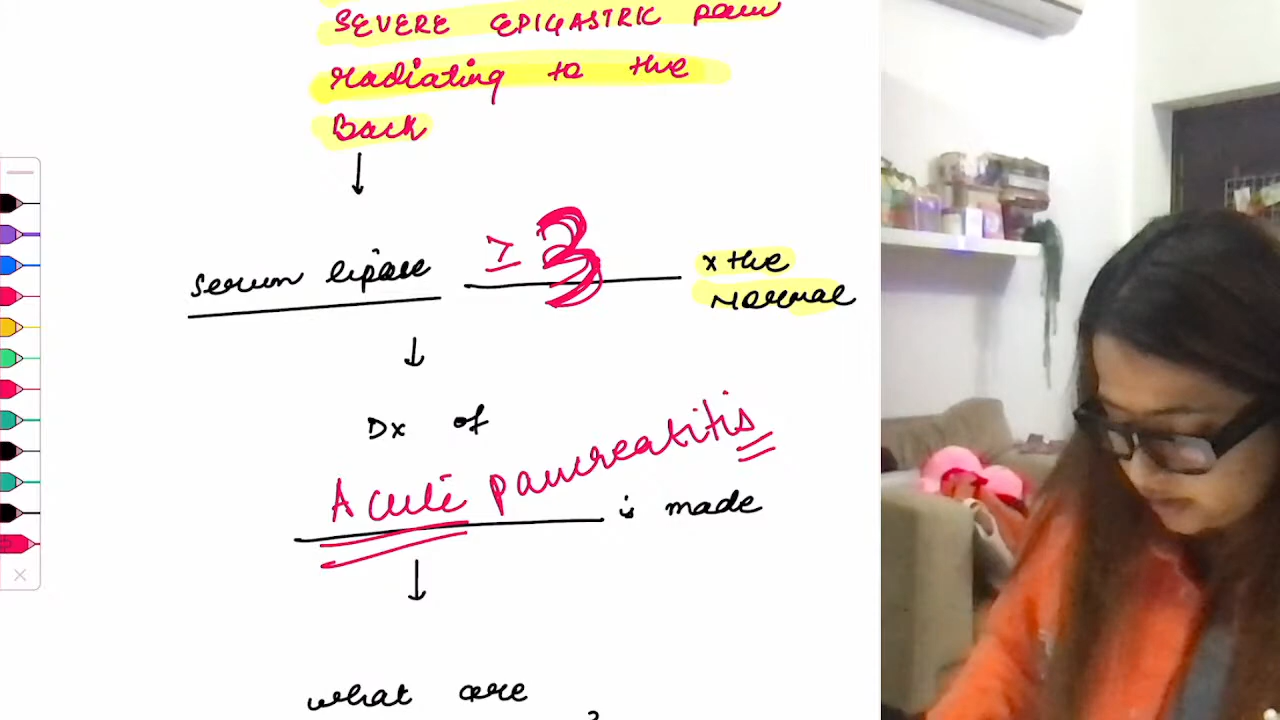 SEVERE EPIGASTRIC pain
radiating to the
Back
serum lipase ≥ 3 x the
Normal
Dx of
Acute pancreatitis is made
what are
?